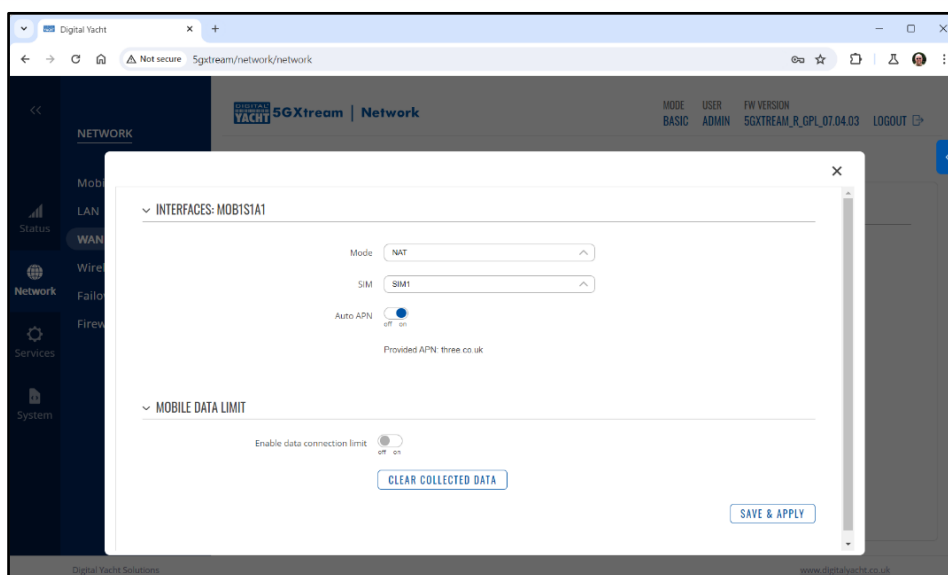 Digital Yacht
Not secure 5gxtream/network/network
DIGITAL YACHT 5GXtream | Network
MODE USER FW VERSION
BASIC ADMIN 5GXTREAM_R_GPL_07.04.03 LOGOUT
NETWORK
Mobi
LAN
WAN
Wirel
Failo
Firew
Status
Network
Services
System
INTERFACES: MOB1S1A1
Mode NAT
SIM SIM1
Auto APN
off on
Provided APN: three.co.uk
MOBILE DATA LIMIT
Enable data connection limit
off on
CLEAR COLLECTED DATA
SAVE & APPLY
Digital Yacht Solutions www.digitalyacht.co.uk